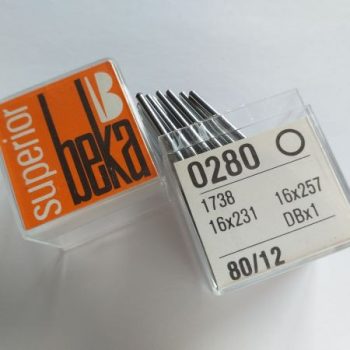 superior
B
beka
0280
1738 16x257
16x231 DBx1
80/12